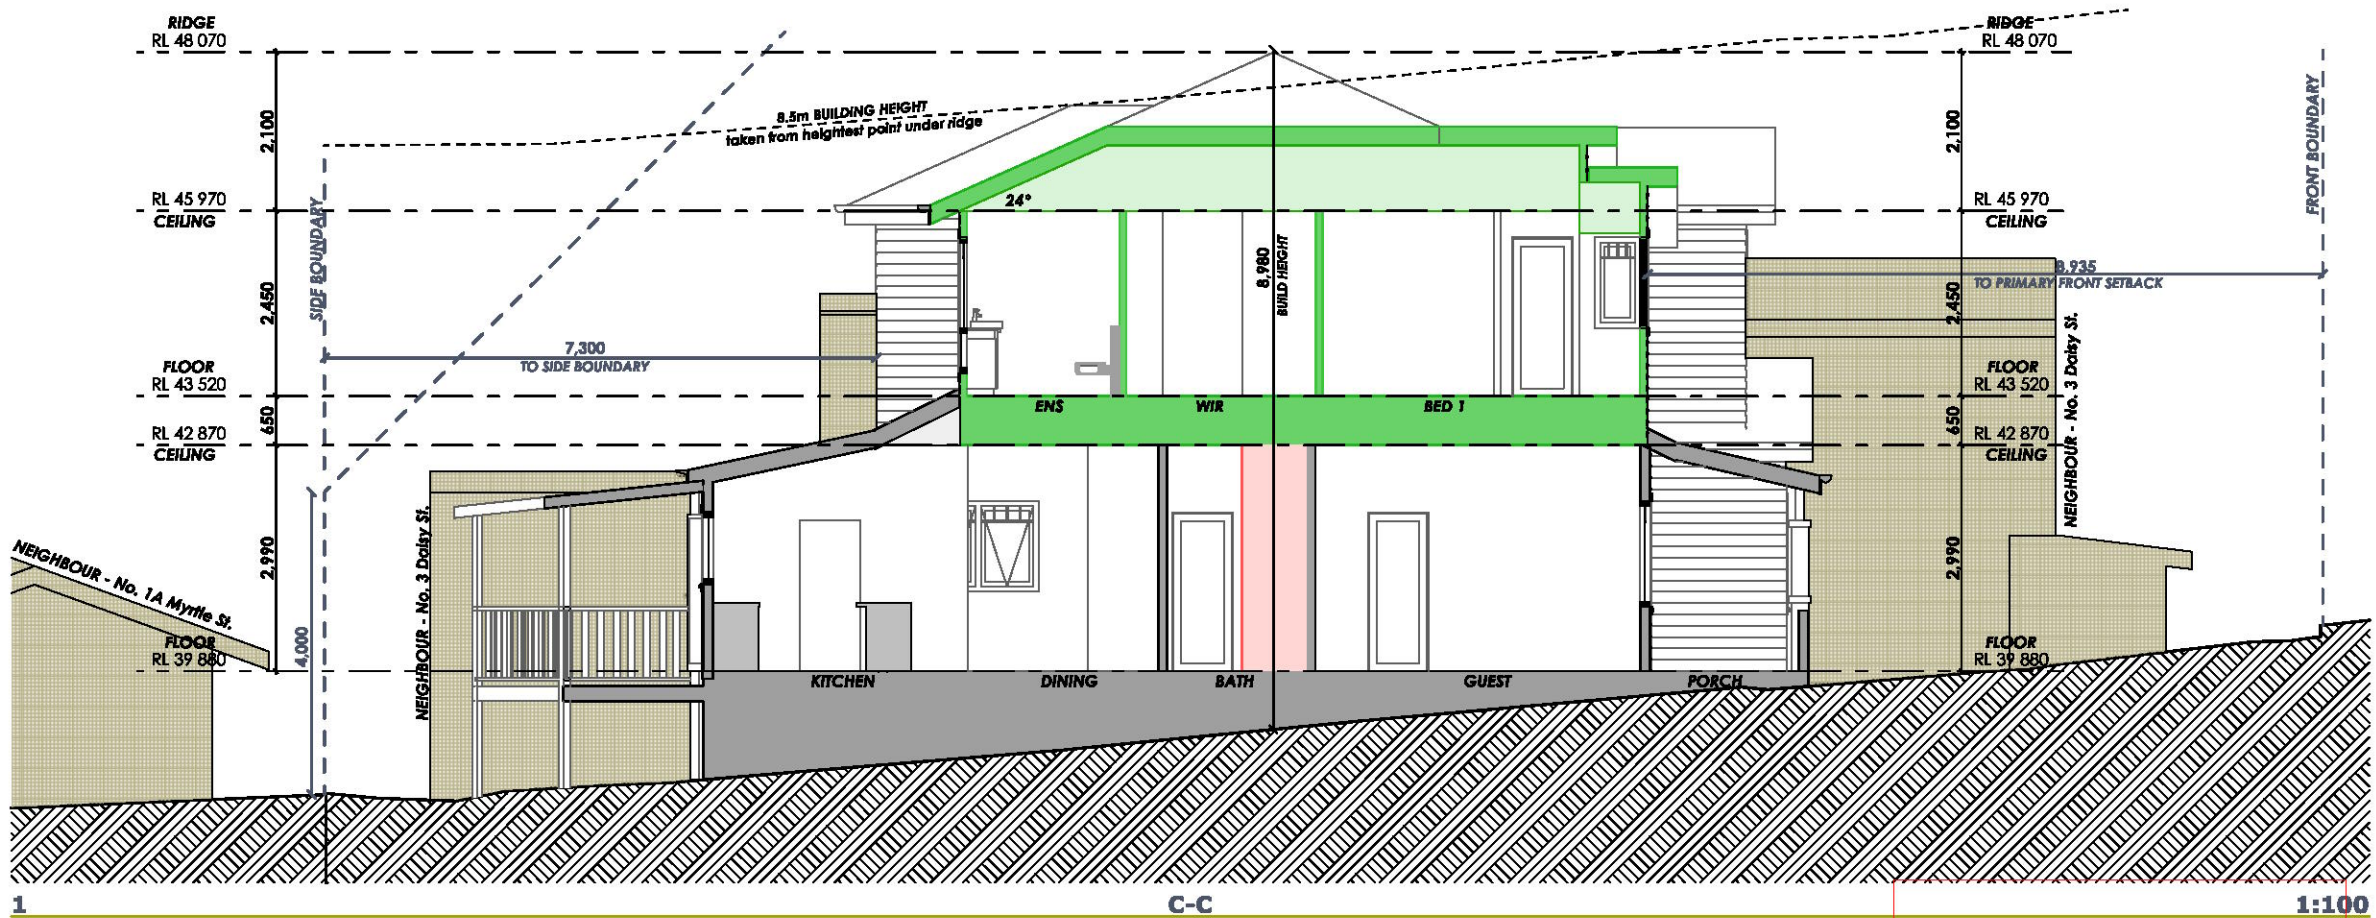 RIDGE
RL 48 070
RIDGE
RL 48 070
8.5m BUILDING HEIGHT
taken from heightest point under ridge
2,100
2,100
SIDE BOUNDARY
FRONT BOUNDARY
RL 45 970
CEILING
24°
RL 45 970
CEILING
8,980
BUILD HEIGHT
8,935
TO PRIMARY FRONT SETBACK
2,450
2,450
7,300
TO SIDE BOUNDARY
FLOOR
RL 43 520
FLOOR
RL 43 520
ENS
WIR
BED 1
650
650
RL 42 870
CEILING
RL 42 870
CEILING
NEIGHBOUR - No. 3 Daisy St.
NEIGHBOUR - No. 3 Daisy St.
NEIGHBOUR - No. 1A Myrtle St.
2,990
2,990
4,000
FLOOR
RL 39 880
FLOOR
RL 39 880
KITCHEN
DINING
BATH
GUEST
PORCH
1
C-C
1:100